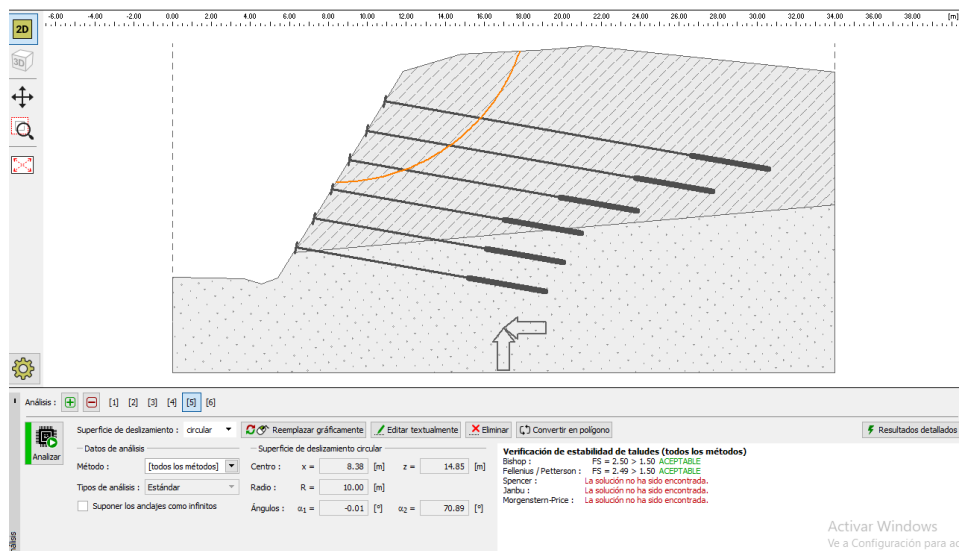 -6.00 -4.00 -2.00 0.00 2.00 4.00 6.00 8.00 10.00 12.00 14.00 16.00 18.00 20.00 22.00 24.00 26.00 28.00 30.00 32.00 34.00 36.00 38.00 [m]
2D
3D
Análisis : [1] [2] [3] [4] [5] [6]
Analizar
Superficie de deslizamiento : circular Reemplazar gráficamente Editar textualmente Eliminar Convertir en polígono Resultados detallados
Datos de análisis
Método : [todos los métodos]
Tipos de análisis : Estándar
Suponer los anclajes como infinitos
Superficie de deslizamiento circular
Centro : x = 8.38 [m] z = 14.85 [m]
Radio : R = 10.00 [m]
Ángulos : α1 = -0.01 [°] α2 = 70.89 [°]
Verificación de estabilidad de taludes (todos los métodos)
Bishop : FS = 2.50 > 1.50 ACEPTABLE
Fellenius / Petterson : FS = 2.49 > 1.50 ACEPTABLE
Spencer : La solución no ha sido encontrada.
Janbu : La solución no ha sido encontrada.
Morgenstern-Price : La solución no ha sido encontrada.
Activar Windows
Ve a Configuración para